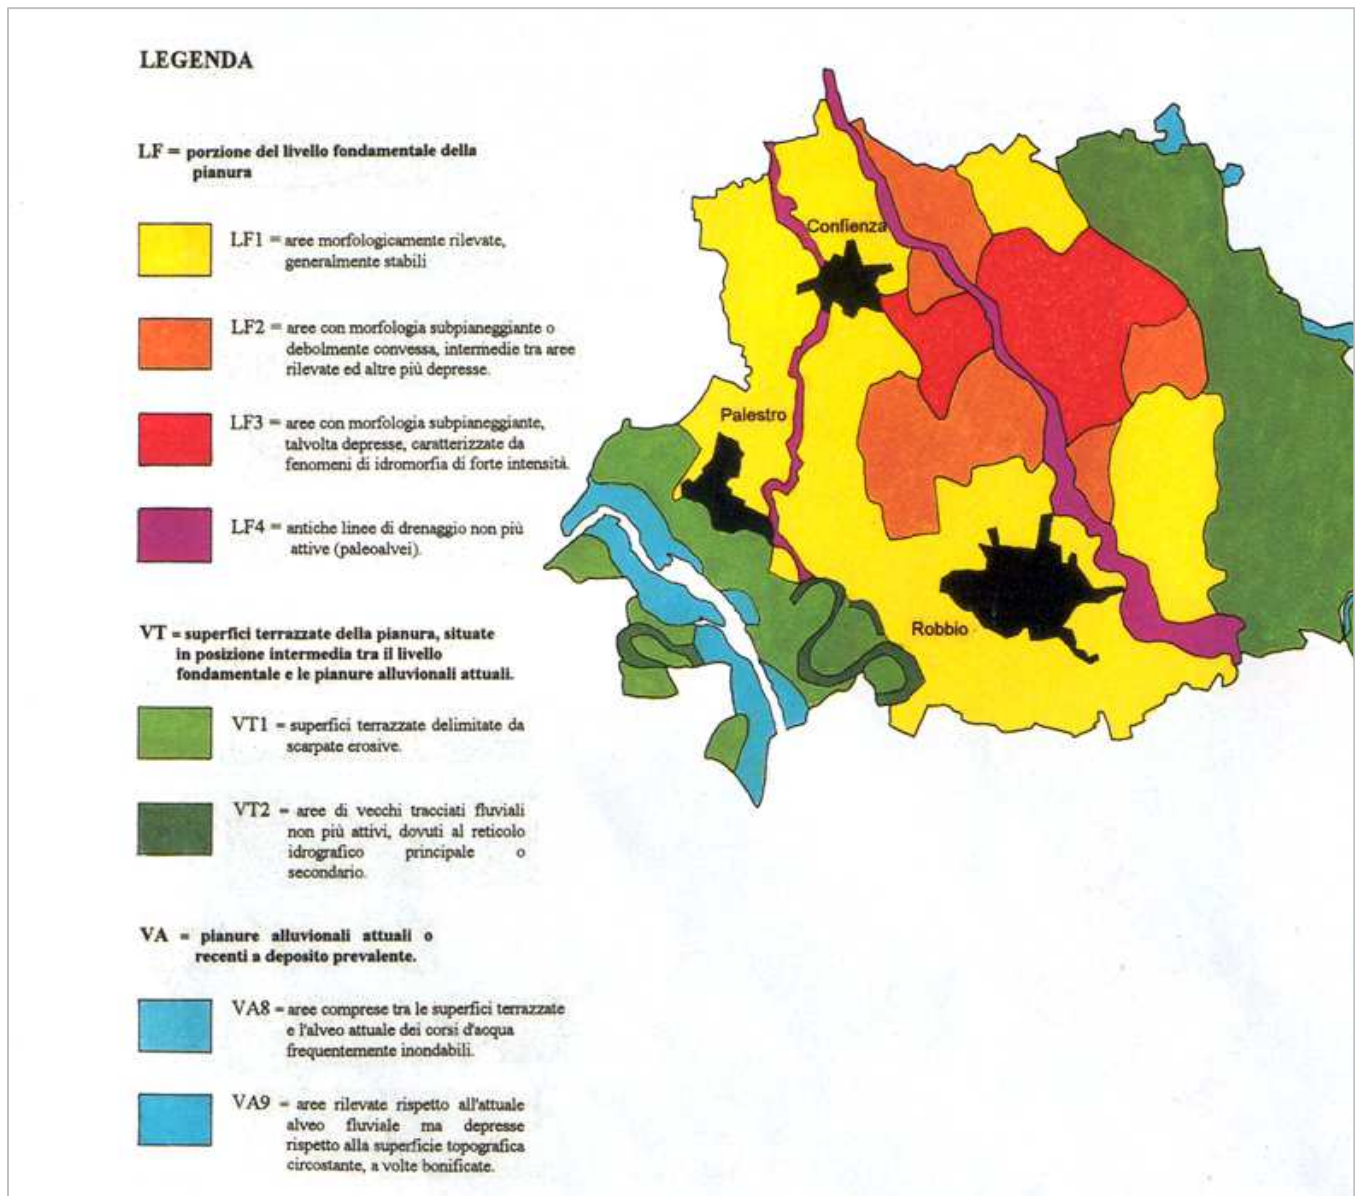 LEGENDA
LF = porzione del livello fondamentale della
pianura
LF1 = aree morfologicamente rilevate,
generalmente stabili
LF2 = aree con morfologia subpianeggiante o
debolmente convessa, intermedie tra aree
rilevate ed altre più depresse.
LF3 = aree con morfologia subpianeggiante,
talvolta depresse, caratterizzate da
fenomeni di idromorfia di forte intensità.
LF4 = antiche linee di drenaggio non più
attive (paleoalvei).
VT = superfici terrazzate della pianura, situate
in posizione intermedia tra il livello
fondamentale e le pianure alluvionali attuali.
VT1 = superfici terrazzate delimitate da
scarpate erosive.
VT2 = aree di vecchi tracciati fluviali
non più attivi, dovuti al reticolo
idrografico principale o
secondario.
VA = pianure alluvionali attuali o
recenti a deposito prevalente.
VA8 = aree comprese tra le superfici terrazzate
e l'alveo attuale dei corsi d'acqua
frequentemente inondabili.
VA9 = aree rilevate rispetto all'attuale
alveo fluviale ma depresse
rispetto alla superficie topografica
circostante, a volte bonificate.
Confienza
Palestro
Robbio